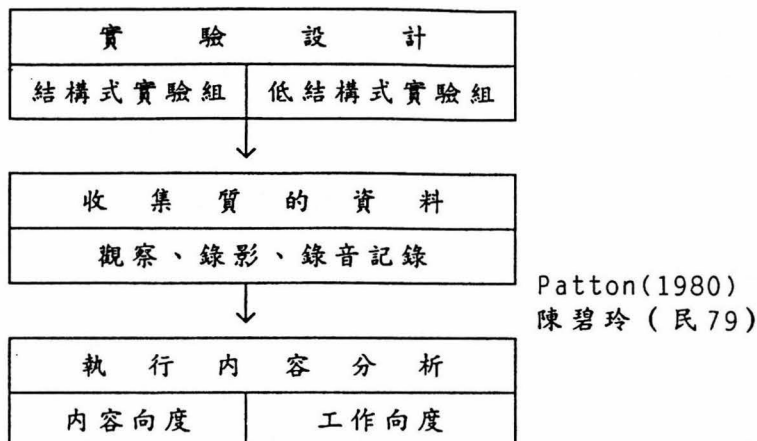 實驗設計
結構式實驗組 低結構式實驗組
收集質的資料
觀察、錄影、錄音記錄
Patton(1980)
陳碧玲（民79）
執行內容分析
內容向度 工作向度